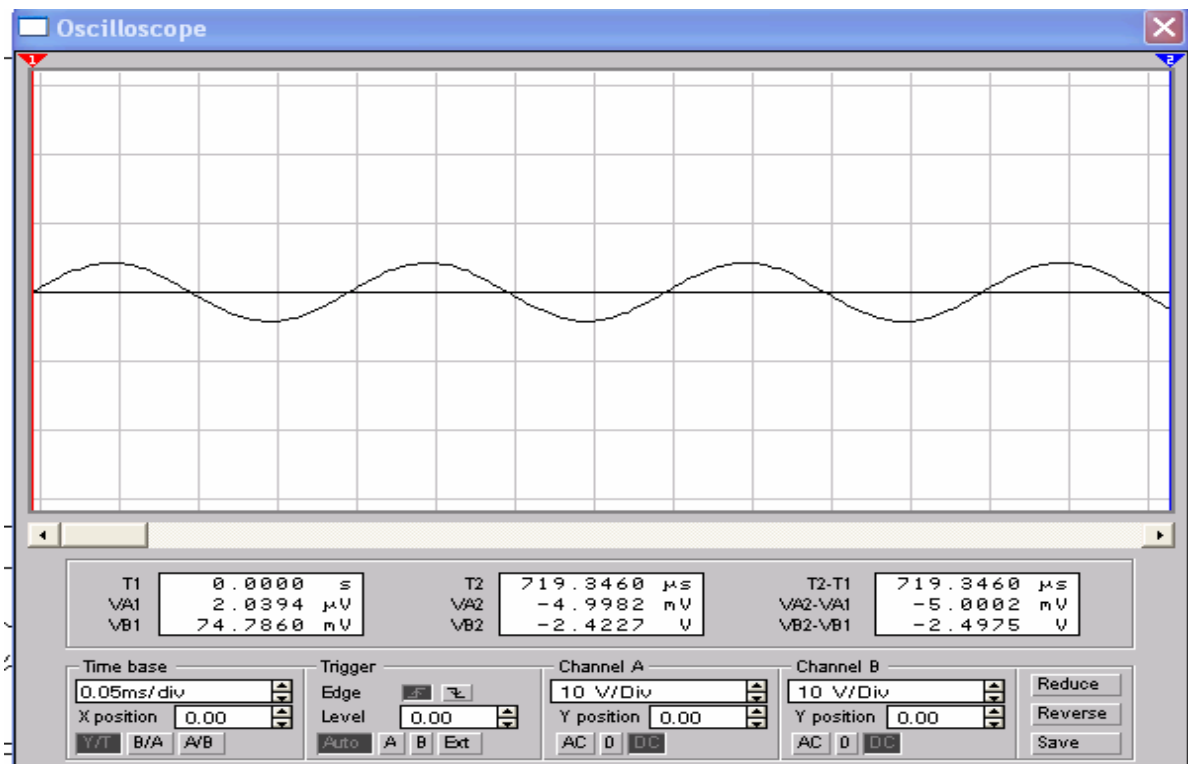 Oscilloscope
1 2
T1 0.0000 s T2 719.3460 µs T2-T1 719.3460 µs
VA1 2.0394 µV VA2 -4.9982 mV VA2-VA1 -5.0002 mV
VB1 74.7860 mV VB2 -2.4227 V VB2-VB1 -2.4975 V
Time base Trigger Channel A Channel B
0.05ms/div Edge 10 V/Div 10 V/Div Reduce
X position 0.00 Level 0.00 Y position 0.00 Y position 0.00 Reverse
Y/T B/A A/B Auto A B Ext AC 0 DC AC 0 DC Save